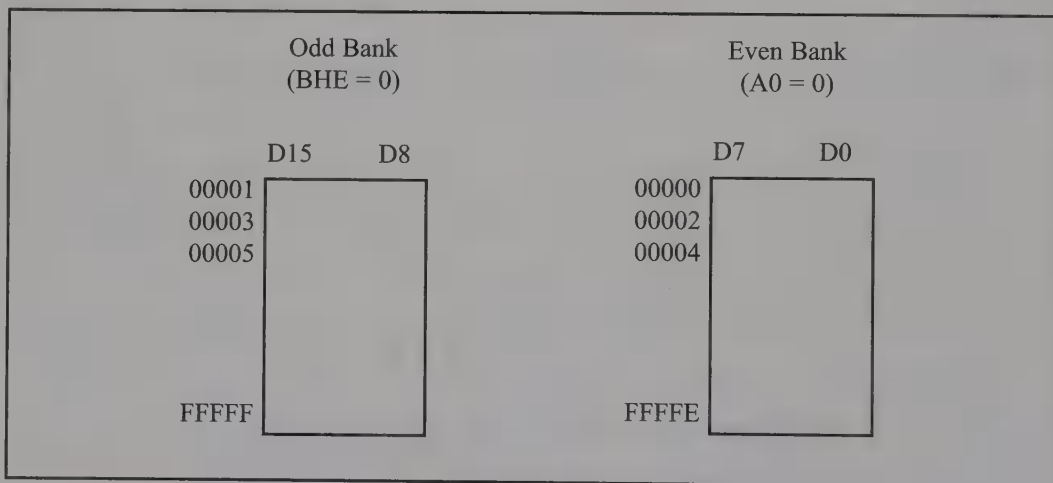 Odd Bank
(BHE = 0)
D15 D8
00001
00003
00005
FFFFF
Even Bank
(A0 = 0)
D7 D0
00000
00002
00004
FFFFE